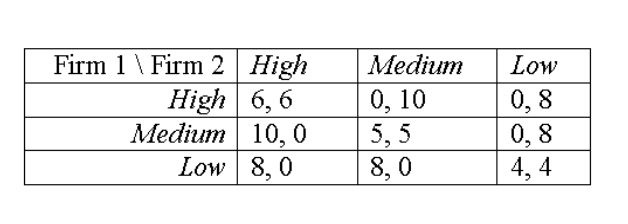 Firm 1 \ Firm 2 High Medium Low
High 6, 6 0, 10 0, 8
Medium 10, 0 5, 5 0, 8
Low 8, 0 8, 0 4, 4